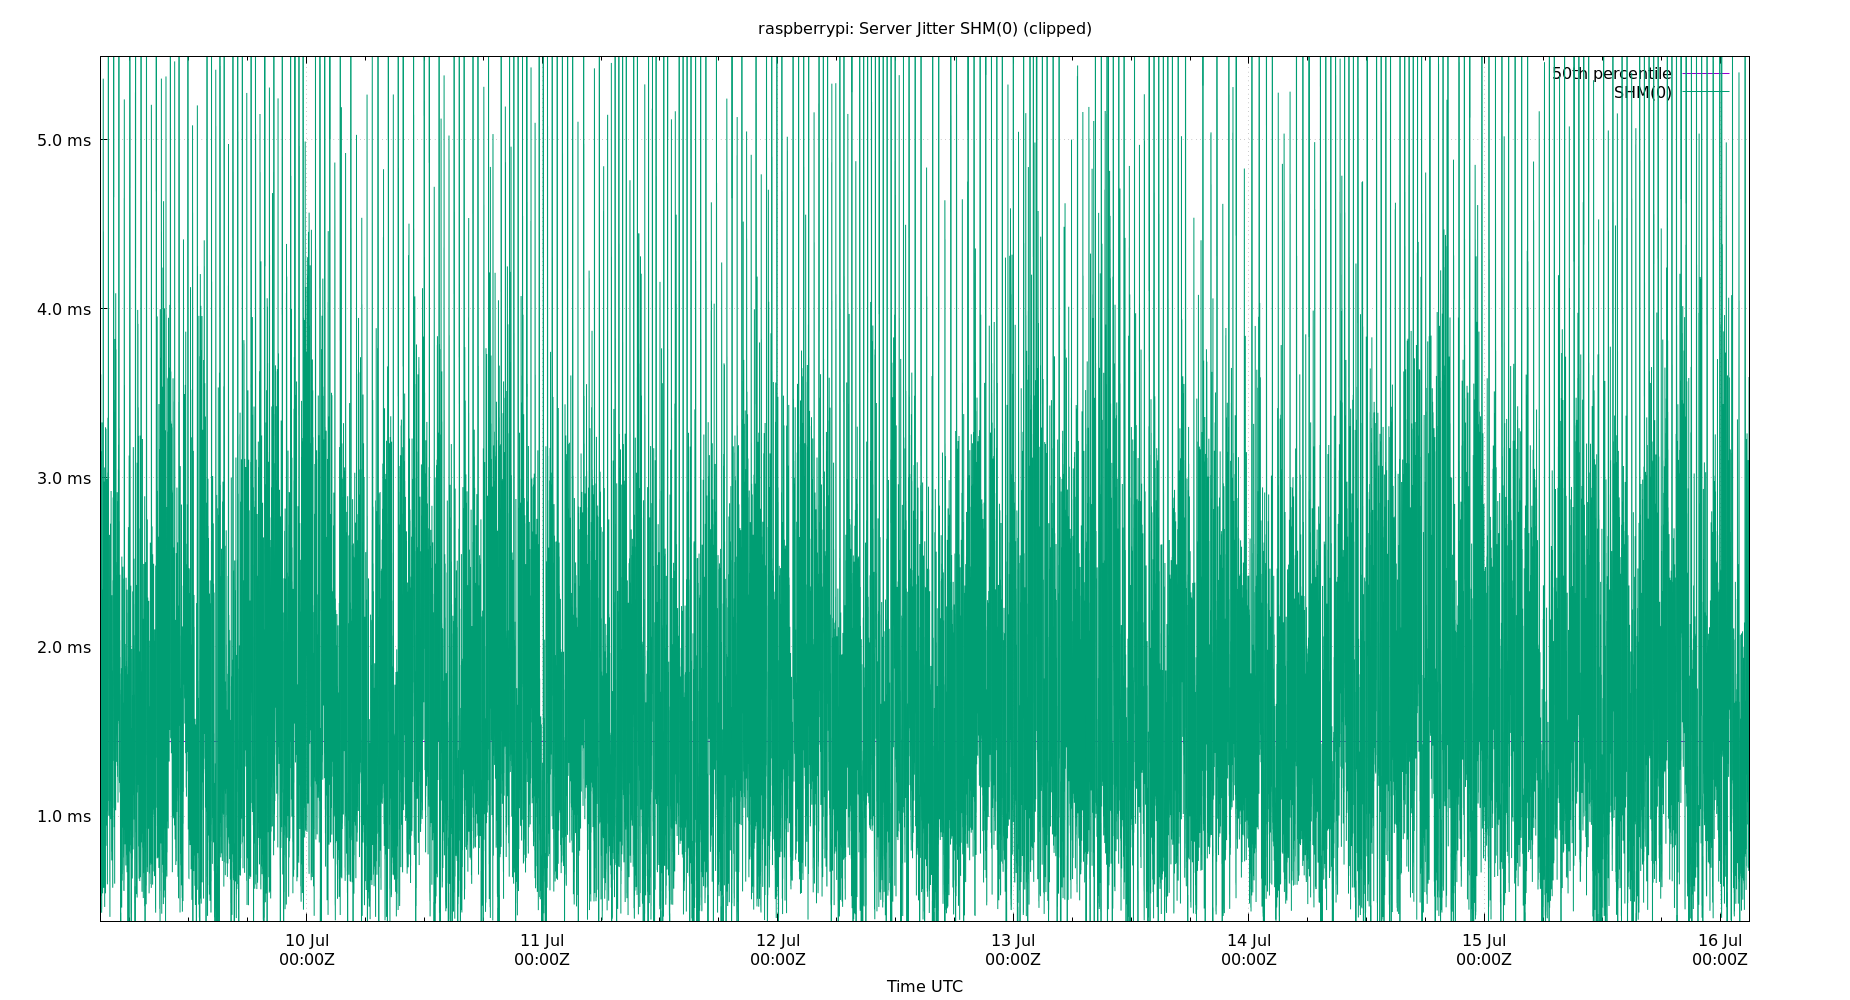 raspberrypi: Server Jitter SHM(0) (clipped)
50th percentile
SHM(0)
5.0 ms
4.0 ms
3.0 ms
2.0 ms
1.0 ms
10 Jul 11 Jul 12 Jul 13 Jul 14 Jul 15 Jul 16 Jul
00:00Z 00:00Z 00:00Z 00:00Z 00:00Z 00:00Z 00:00Z
Time UTC